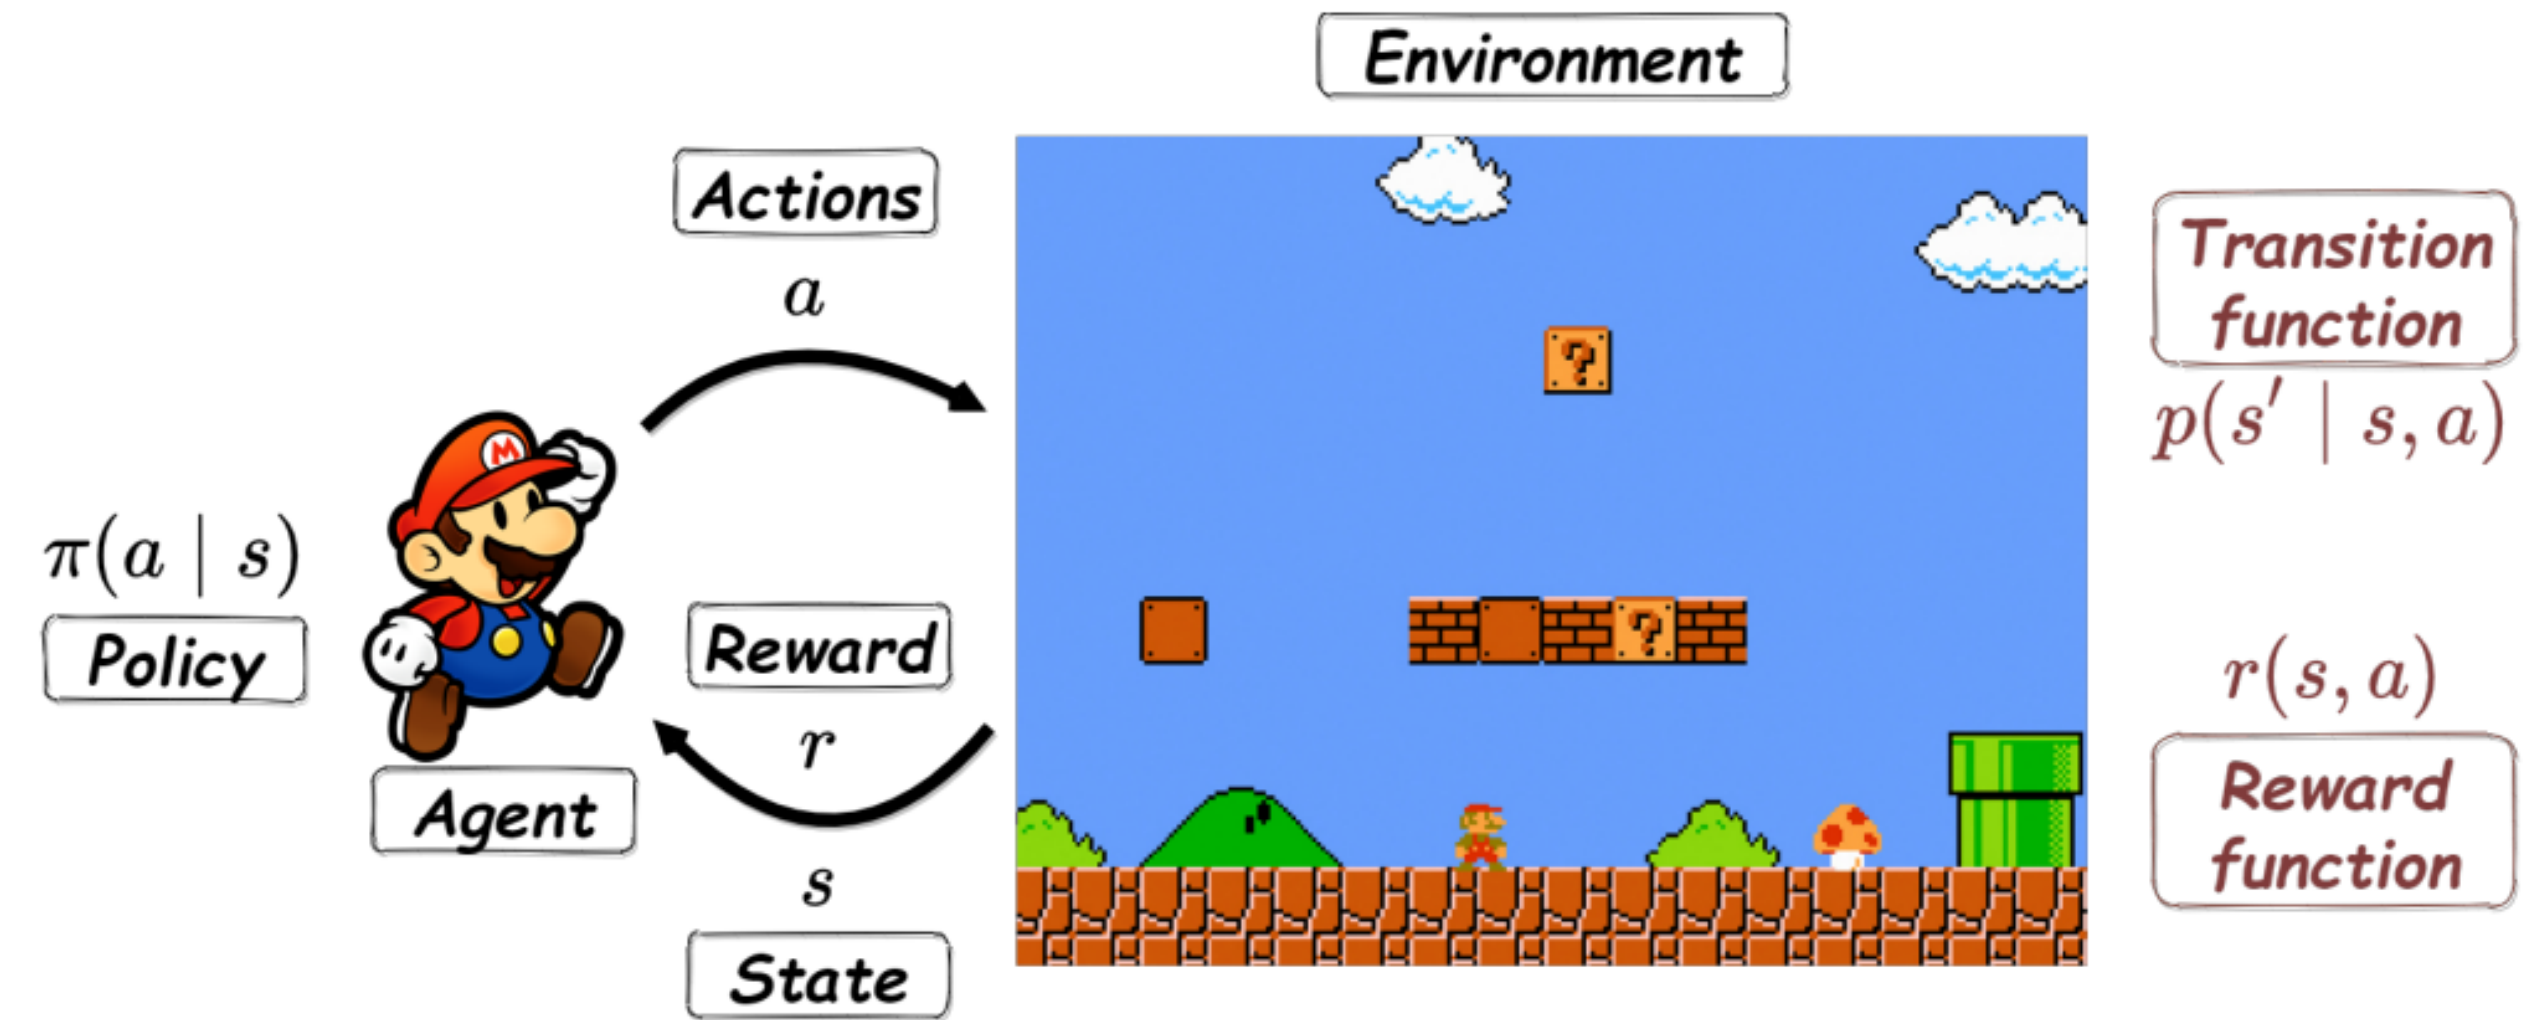 Environment
Actions
a
Transition
function
p(s′ | s, a)
M
π(a | s)
Policy
Agent
Reward
r
s
State
?
?
r(s, a)
Reward
function